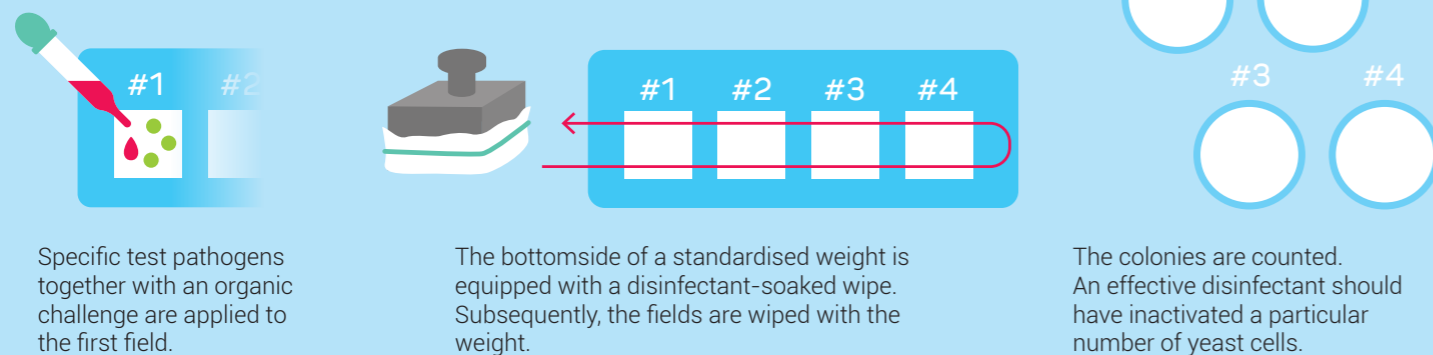 #1 #2
#1 #2 #3 #4
#3 #4
Specific test pathogens
together with an organic
challenge are applied to
the first field.
The bottomside of a standardised weight is
equipped with a disinfectant-soaked wipe.
Subsequently, the fields are wiped with the
weight.
The colonies are counted.
An effective disinfectant should
have inactivated a particular
number of yeast cells.